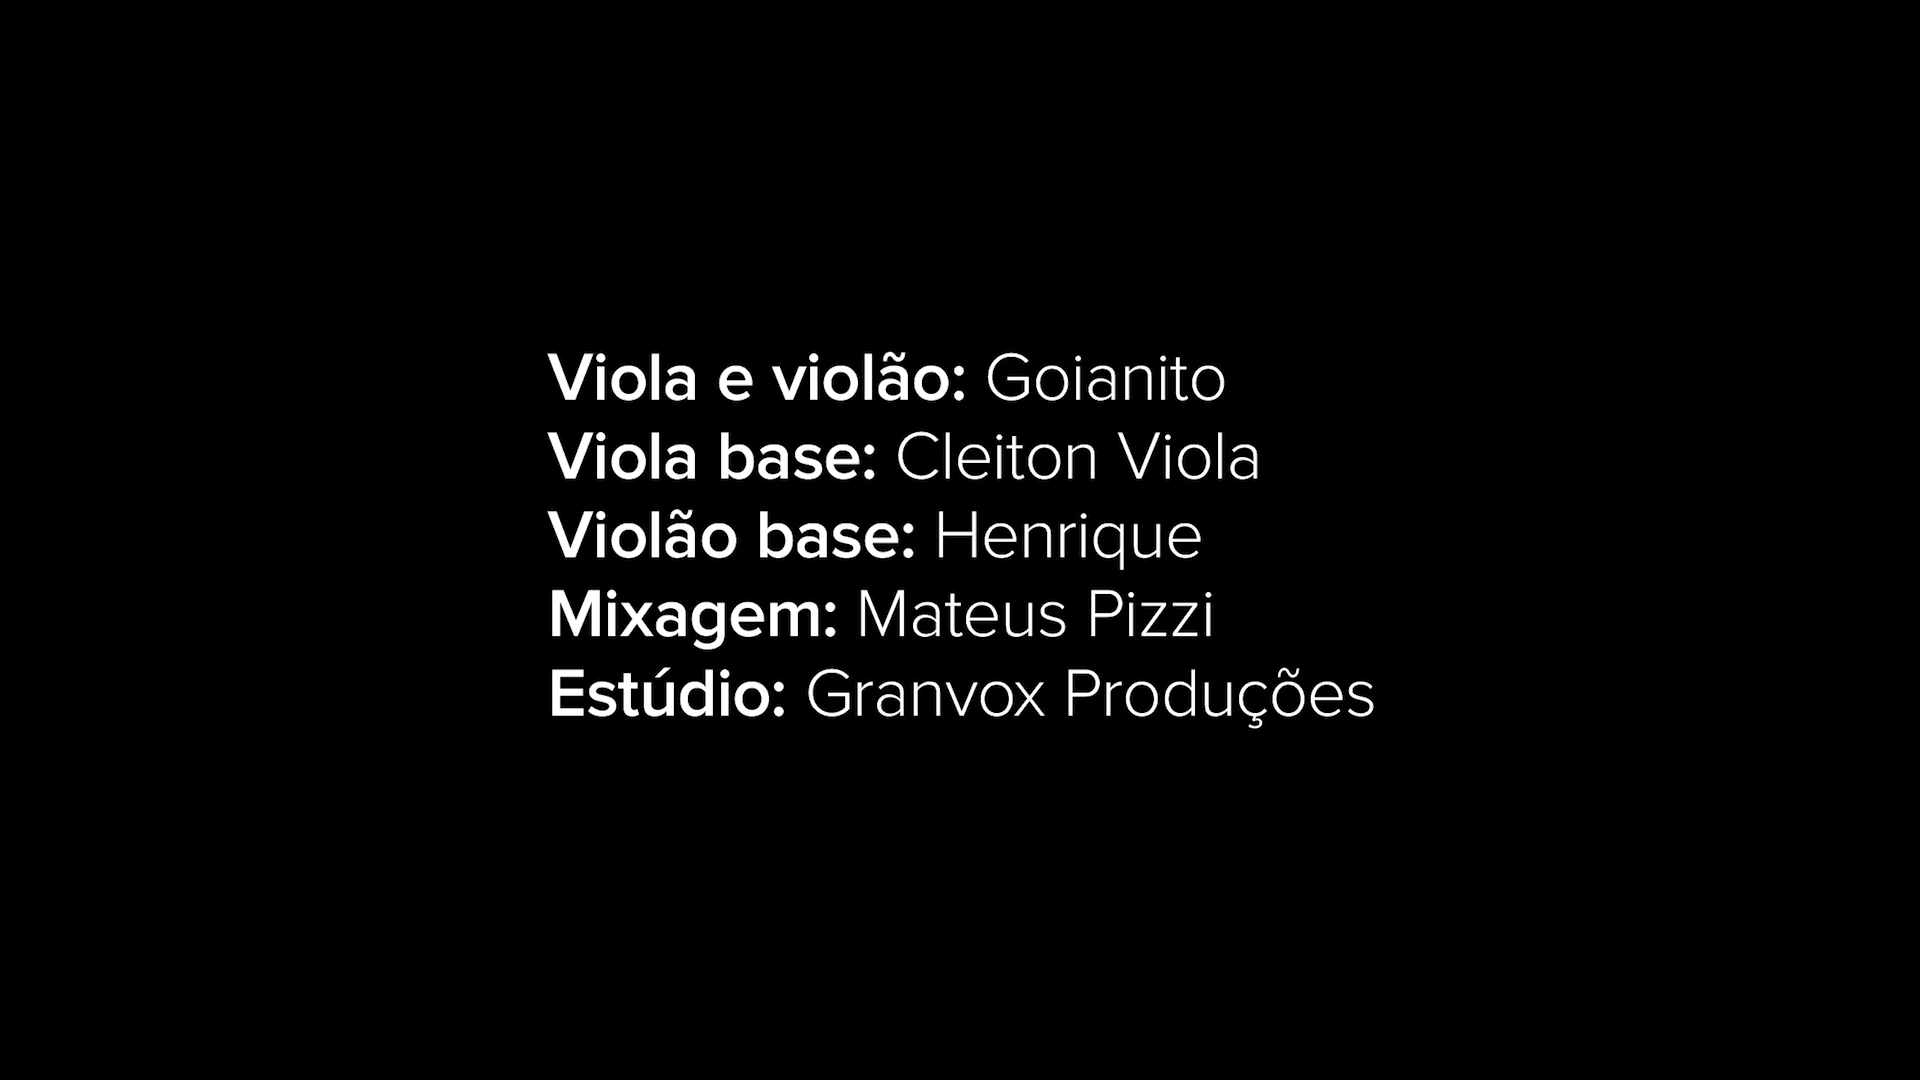 Viola e violão: Goianito
Viola base: Cleiton Viola
Violão base: Henrique
Mixagem: Mateus Pizzi
Estúdio: Granvox Produções